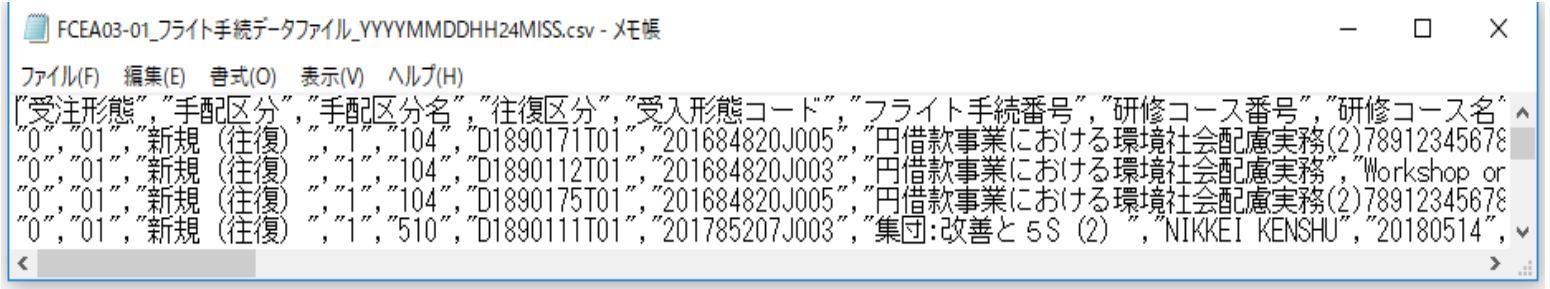 FCEA03-01_フライト手続データファイル_YYYYMMDDHH24MISS.csv - メモ帳
ファイル(F) 編集(E) 書式(O) 表示(V) ヘルプ(H)
"受注形態","手配区分","手配区分名","往復区分","受入形態コード","フライト手続番号","研修コース番号","研修コース名"
"0","01","新規（往復）　","1","104","D1890171T01","201684820J005","円借款事業における環境社会配慮実務(2)78912345678
"0","01","新規（往復）　","1","104","D1890112T01","201684820J003","円借款事業における環境社会配慮実務","Workshop or
"0","01","新規（往復）　","1","104","D1890175T01","201684820J005","円借款事業における環境社会配慮実務(2)78912345678
"0","01","新規（往復）　","1","510","D1890111T01","201785207J003","集団:改善と５S（2）","NIKKEI KENSHU","20180514",